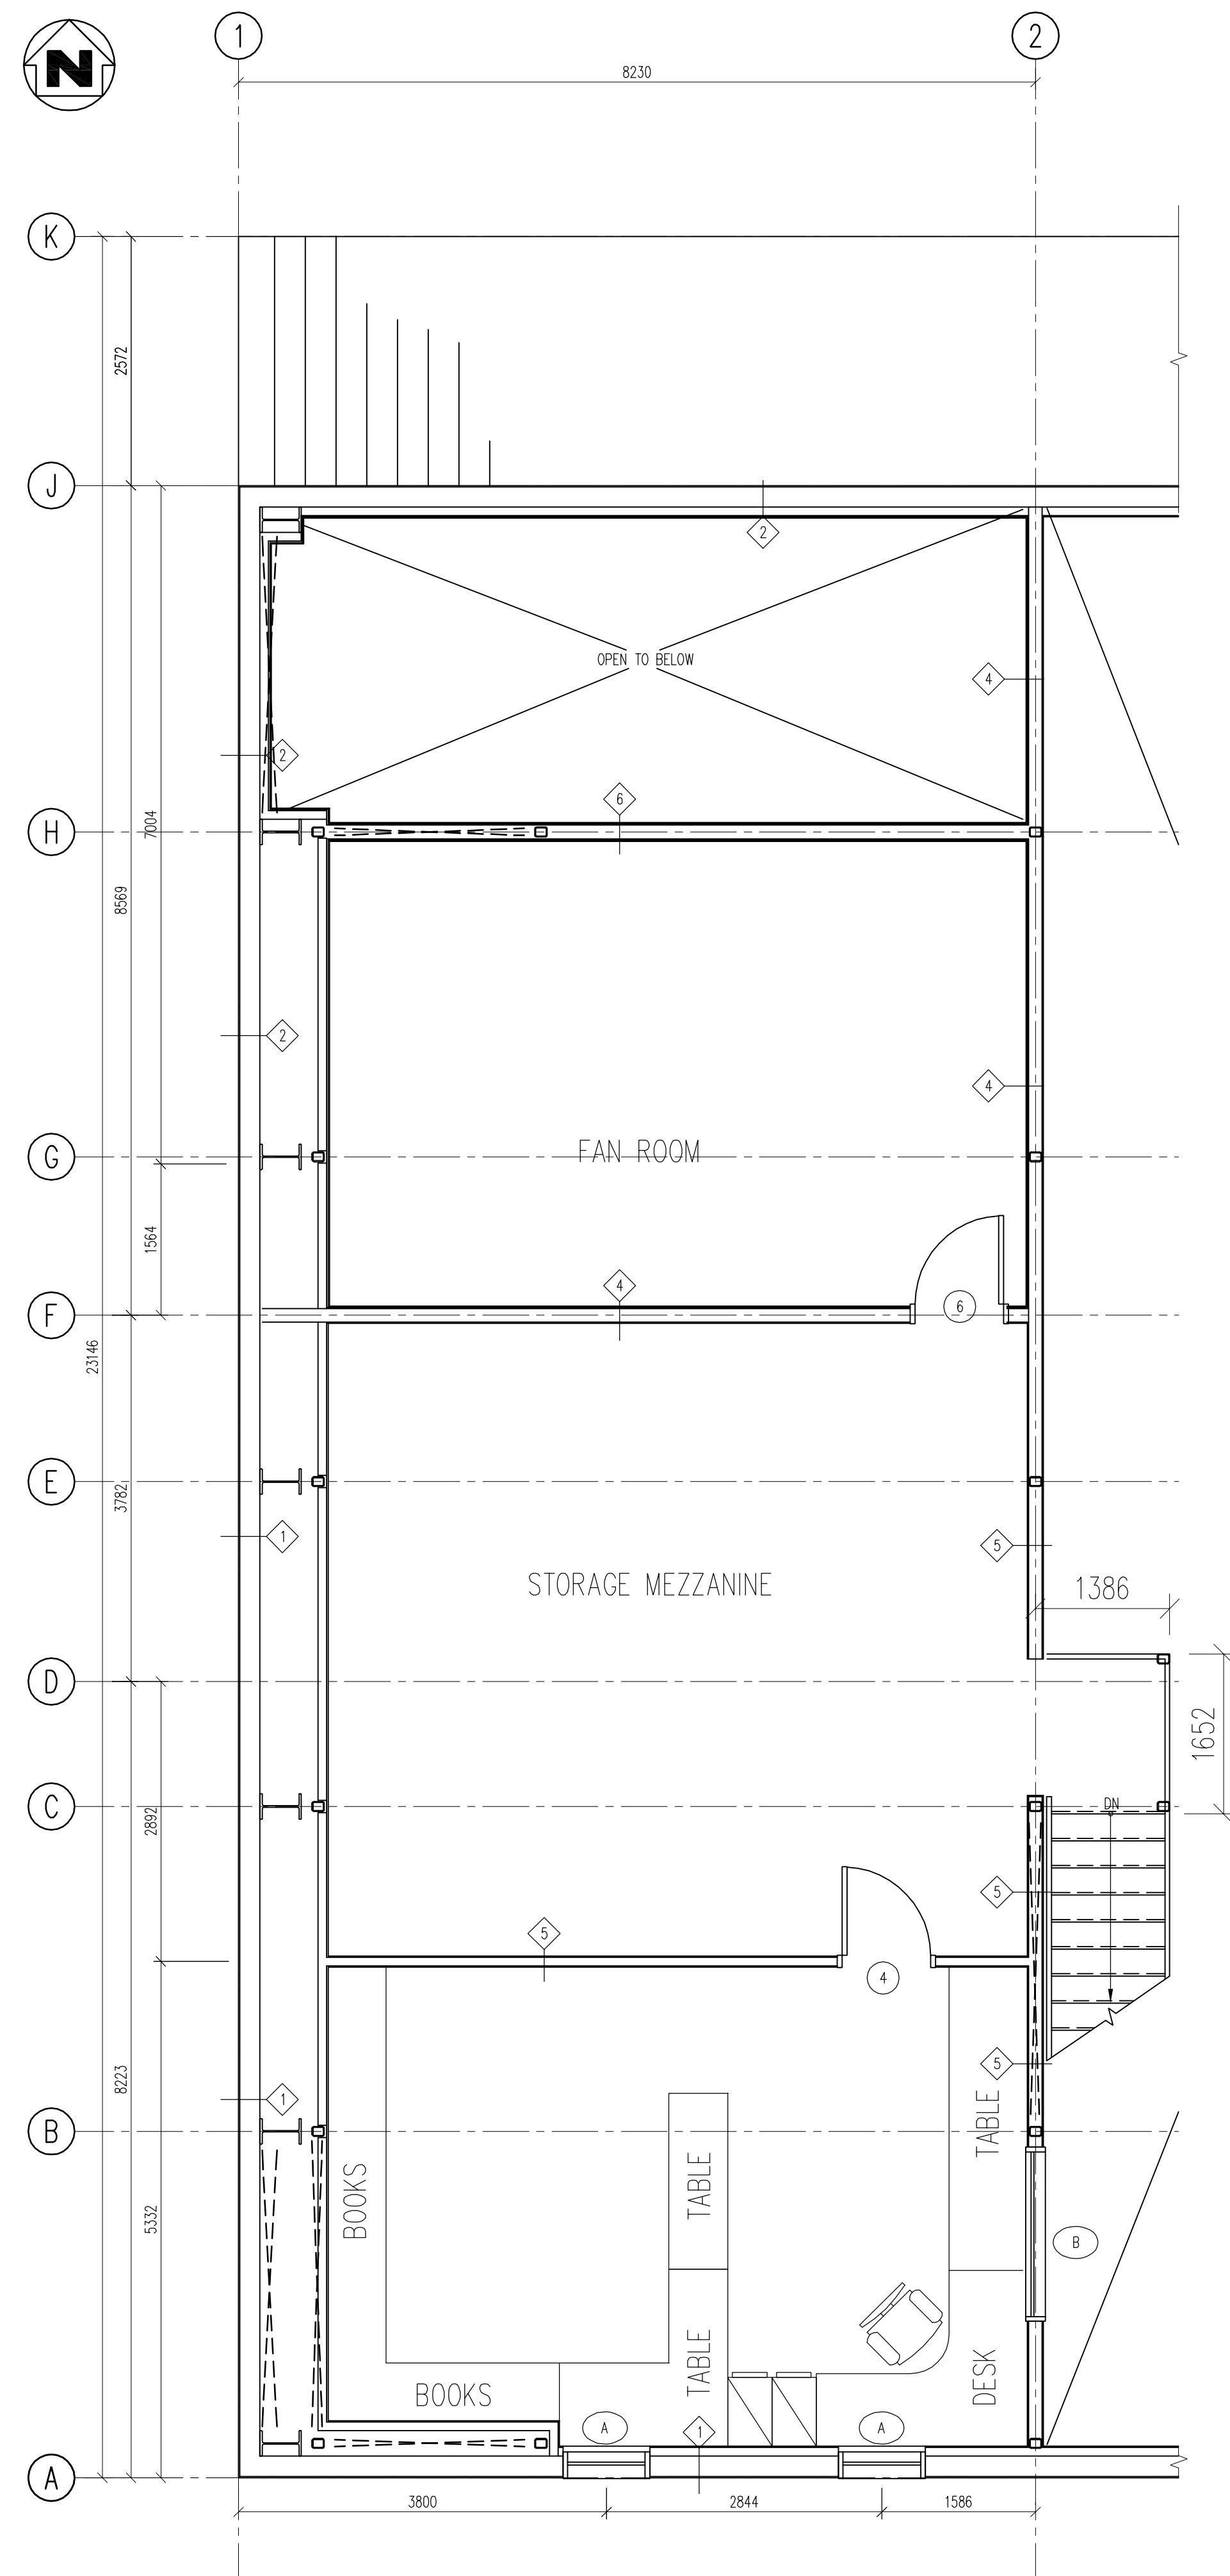 N
1
2
8230
K
2572
J
2
OPEN TO BELOW
4
2
6
7004
H
8569
2
4
FAN ROOM
G
1564
4
6
F
23146
E
3782
1
5
STORAGE MEZZANINE
1386
D
1652
C
DN
2892
5
5
4
5
8223
1
TABLE
B
BOOKS
TABLE
5332
B
TABLE
DESK
BOOKS
A
1
A
A
3800
2844
1586